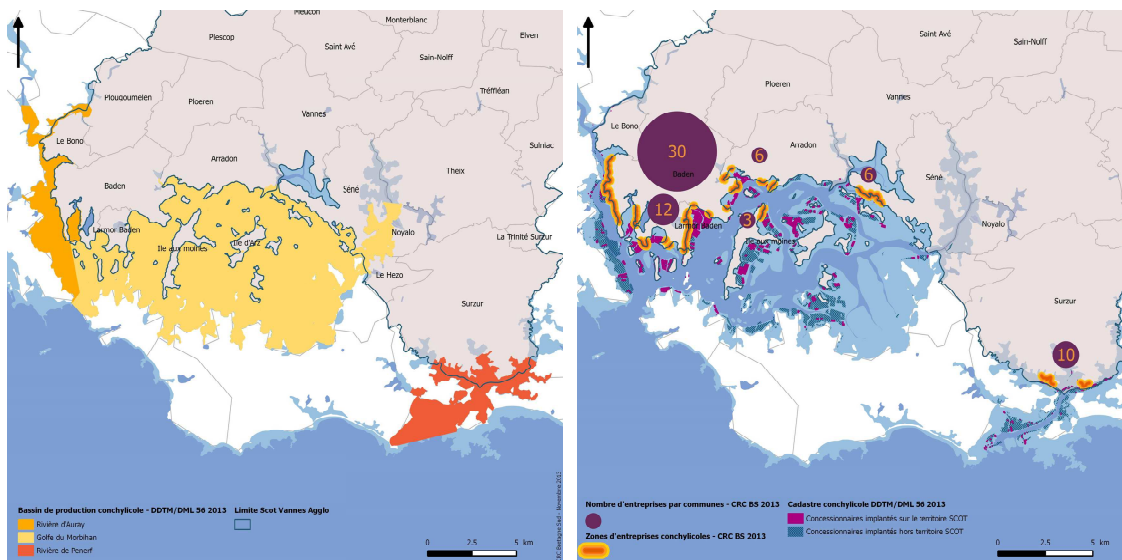 Meucon
Monterblanc
Plescop
Saint Avé
Elven
Sain-Nolff
Plougoumelen
Ploeren
Tréffléan
Vannes
Le Bono
Sulniac
Arradon
Theix
Baden
Séné
Larmor Baden
Ile aux moines
Ile d'Arz
Noyalo
La Trinité Surzur
Le Hezo
Surzur
Bassin de production conchylicole - DDTM/DML 56 2013
Limite Scot Vannes Agglo
Rivière d'Auray
Golfe du Morbihan
Rivière de Penerf
0 2.5 5 km
CRC Bretagne Sud - Novembre 2013
Saint Avé
Sain-Nolff
Ploeren
Vannes
Le Bono
30
6
Arradon
Baden
6
Séné
12
3
Larmor Baden
Ile aux moines
Noyalo
Surzur
10
Nombre d'entreprises par communes - CRC BS 2013
Cadastre conchylicole DDTM/DML 56 2013
Concessionnaires implantés sur le territoire SCOT
Zones d'entreprises conchylicoles - CRC BS 2013
Concessionnaires implantés hors territoire SCOT
0 2.5 5 km